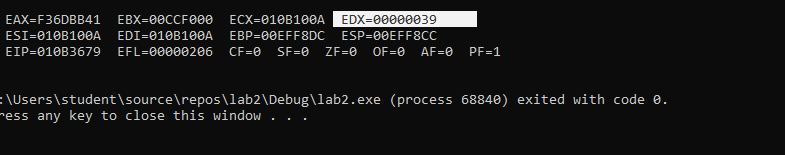 EAX=F36DBB41  EBX=00CCF000  ECX=010B100A  EDX=00000039
ESI=010B100A  EDI=010B100A  EBP=00EFF8DC  ESP=00EFF8CC
EIP=010B3679  EFL=00000206  CF=0  SF=0  ZF=0  OF=0  AF=0  PF=1
:\Users\student\source\repos\lab2\Debug\lab2.exe (process 68840) exited with code 0.
ress any key to close this window . . .